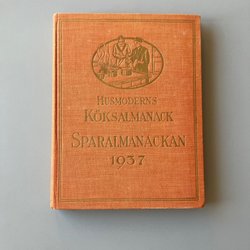 HUSMODERNS
KÖKSALMANACK
SPARALMANACKAN
1937